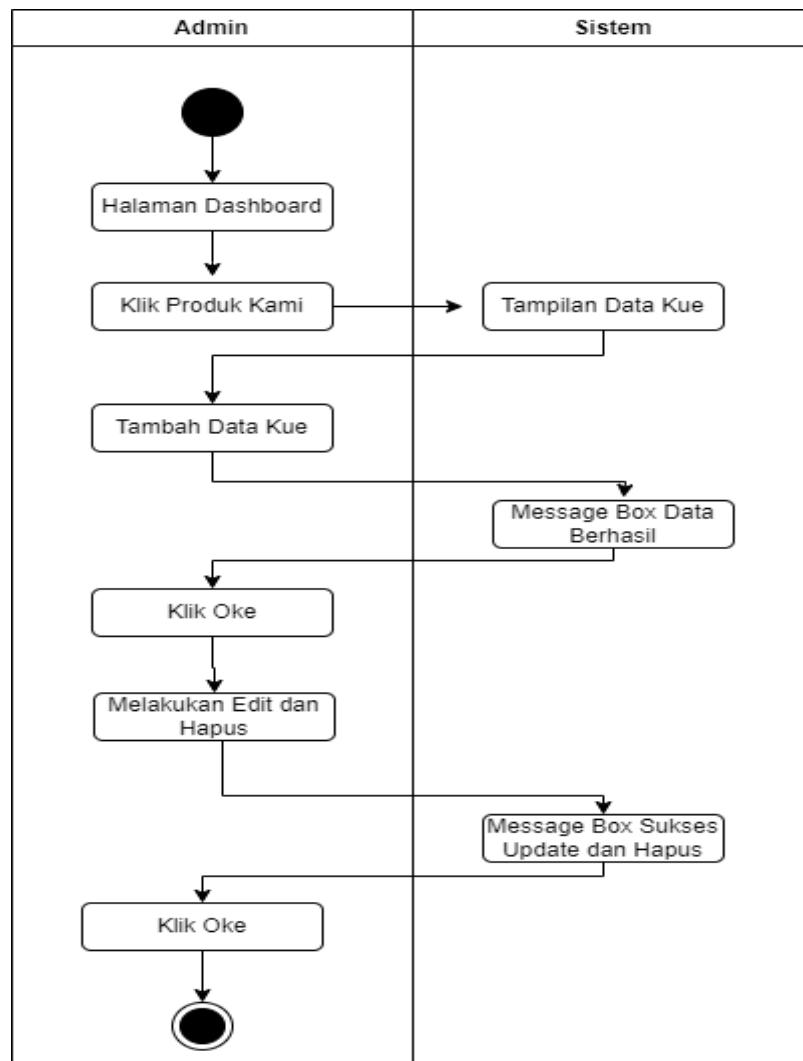 Admin
Sistem
Halaman Dashboard
Klik Produk Kami
Tampilan Data Kue
Tambah Data Kue
Message Box Data
Berhasil
Klik Oke
Melakukan Edit dan
Hapus
Message Box Sukses
Update dan Hapus
Klik Oke